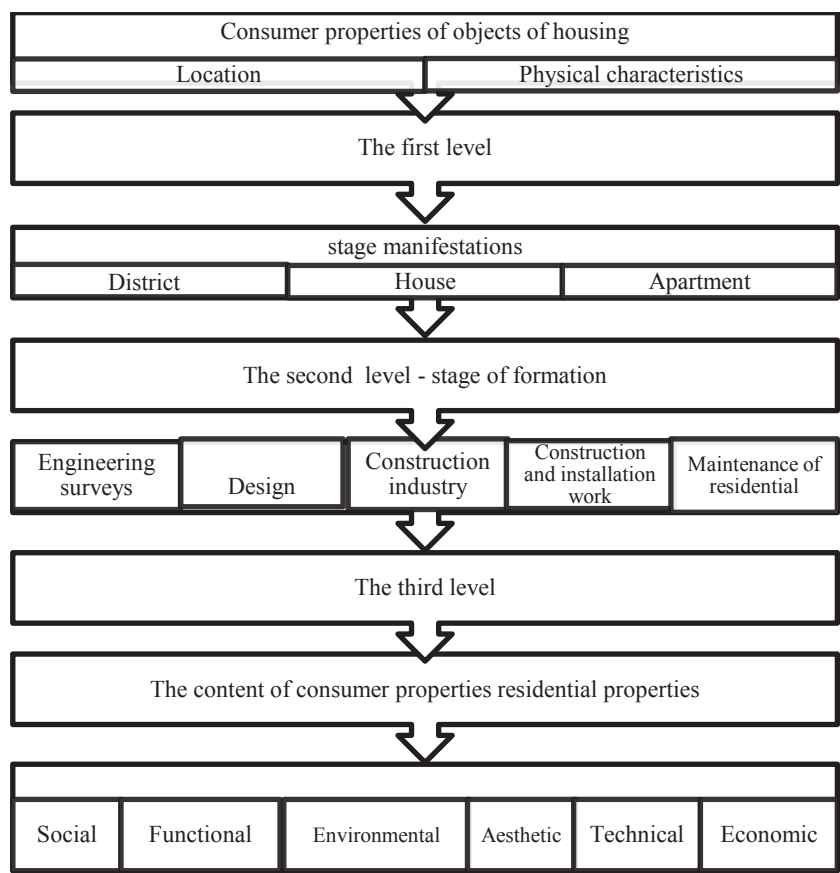 Consumer properties of objects of housing
Location
Physical characteristics
The first level
stage manifestations
District
House
Apartment
The second level - stage of formation
Engineering
surveys
Design
Construction
industry
Construction
and installation
work
Maintenance of
residential
The third level
The content of consumer properties residential properties
Social
Functional
Environmental
Aesthetic
Technical
Economic